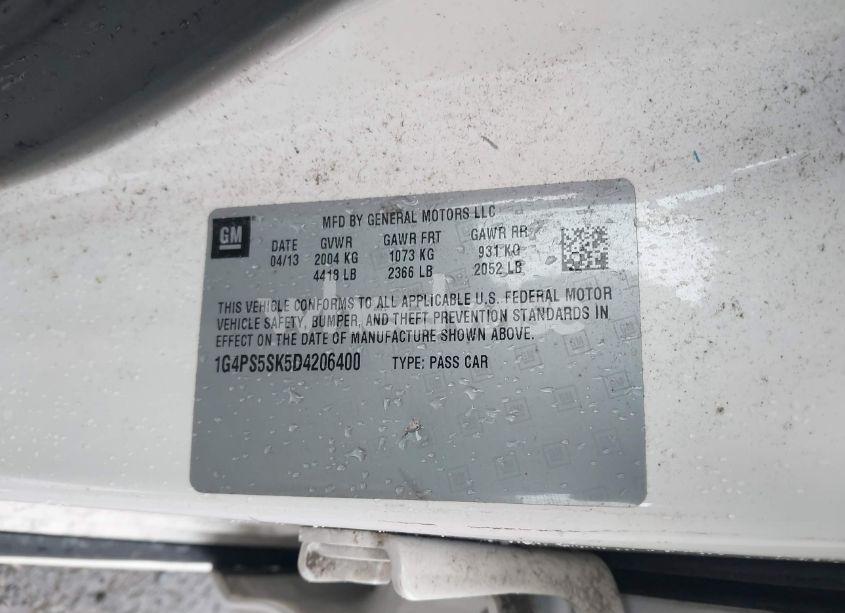 MFD BY GENERAL MOTORS LLC
GM
DATE GVWR GAWR FRT GAWR RR
04/13 2004 KG 1073 KG 931 KG
4418 LB 2366 LB 2052 LB
THIS VEHICLE CONFORMS TO ALL APPLICABLE U.S. FEDERAL MOTOR
VEHICLE SAFETY, BUMPER, AND THEFT PREVENTION STANDARDS IN
EFFECT ON THE DATE OF MANUFACTURE SHOWN ABOVE.
1G4PS5SK5D4206400 TYPE: PASS CAR